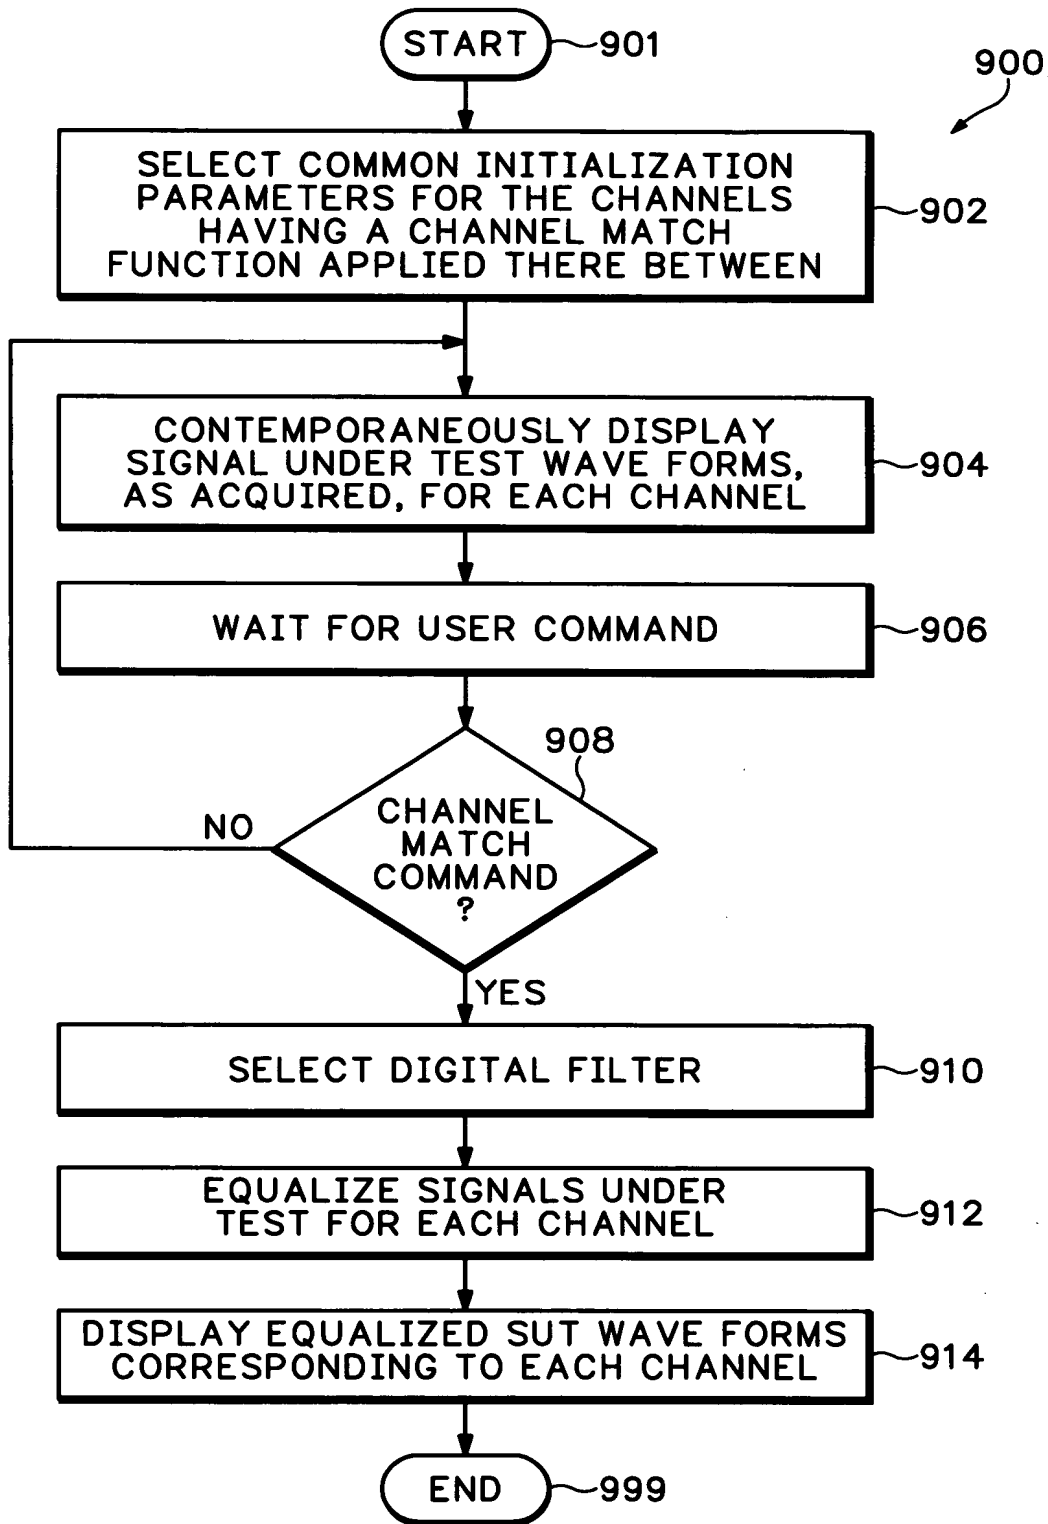 START
901
900
SELECT COMMON INITIALIZATION
PARAMETERS FOR THE CHANNELS
HAVING A CHANNEL MATCH
FUNCTION APPLIED THERE BETWEEN
902
CONTEMPORANEOUSLY DISPLAY
SIGNAL UNDER TEST WAVE FORMS,
AS ACQUIRED, FOR EACH CHANNEL
904
WAIT FOR USER COMMAND
906
908
CHANNEL
MATCH
COMMAND
?
NO
YES
SELECT DIGITAL FILTER
910
EQUALIZE SIGNALS UNDER
TEST FOR EACH CHANNEL
912
DISPLAY EQUALIZED SUT WAVE FORMS
CORRESPONDING TO EACH CHANNEL
914
END
999